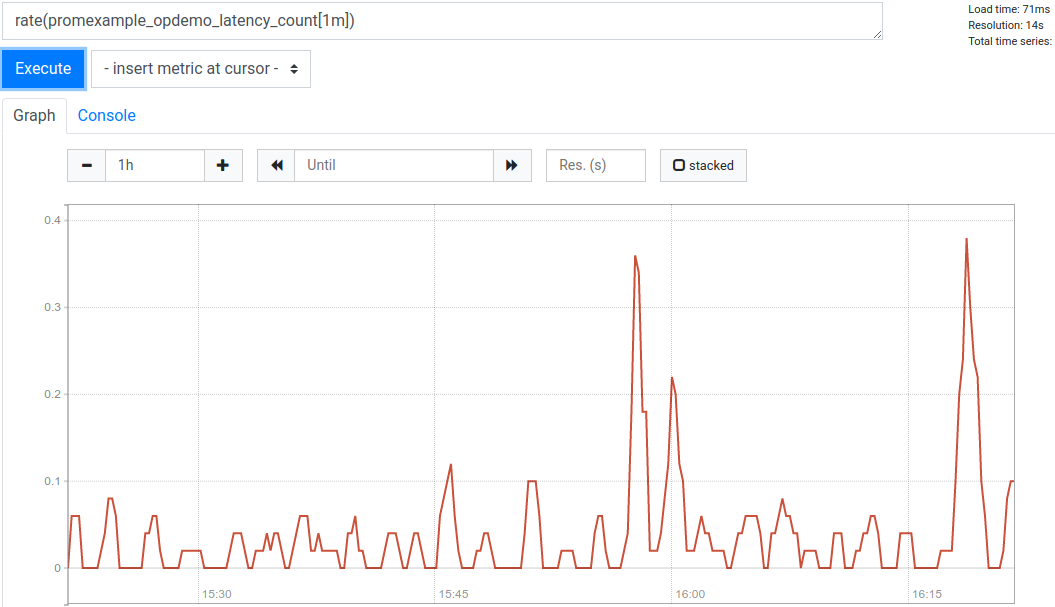 rate(promexample_opdemo_latency_count[1m])
Load time: 71ms
Resolution: 14s
Total time series:
Execute
- insert metric at cursor -
Graph
Console
1h
Until
Res. (s)
stacked
0.4
0.3
0.2
0.1
0
15:30
15:45
16:00
16:15